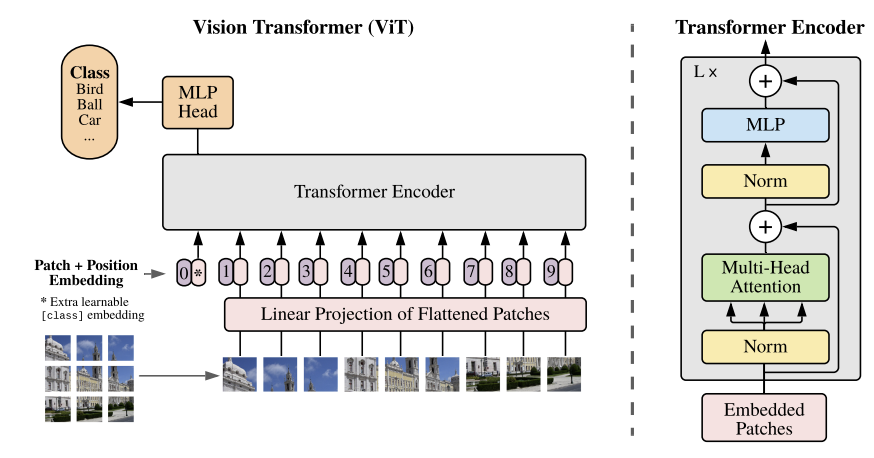 Vision Transformer (ViT)
Class
Bird
Ball
Car
...
MLP
Head
Transformer Encoder
Patch + Position
Embedding
0 * 1 2 3 4 5 6 7 8 9
* Extra learnable
[class] embedding
Linear Projection of Flattened Patches
Transformer Encoder
L ×
+
MLP
Norm
+
Multi-Head
Attention
Norm
Embedded
Patches